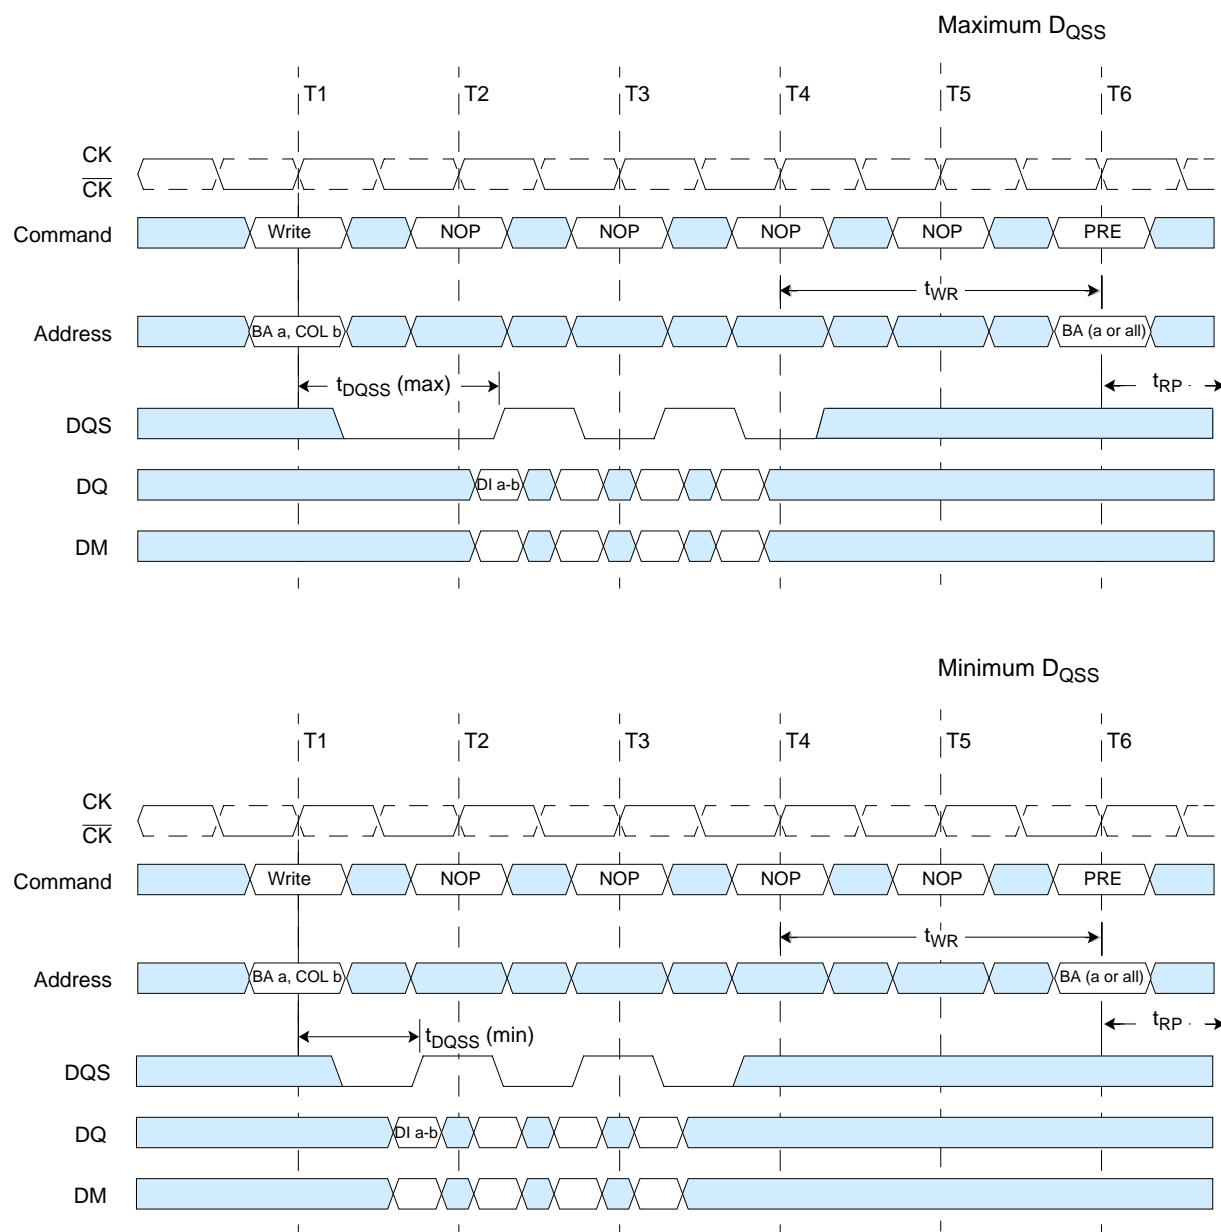 Maximum DQSS
T1 T2 T3 T4 T5 T6
CK
CK
Command Write NOP NOP NOP NOP PRE
tWR
Address BA a, COL b BA (a or all)
tDQSS (max) tRP
DQS
DQ DI a-b
DM
Minimum DQSS
T1 T2 T3 T4 T5 T6
CK
CK
Command Write NOP NOP NOP NOP PRE
tWR
Address BA a, COL b BA (a or all)
tDQSS (min) tRP
DQS
DQ DI a-b
DM